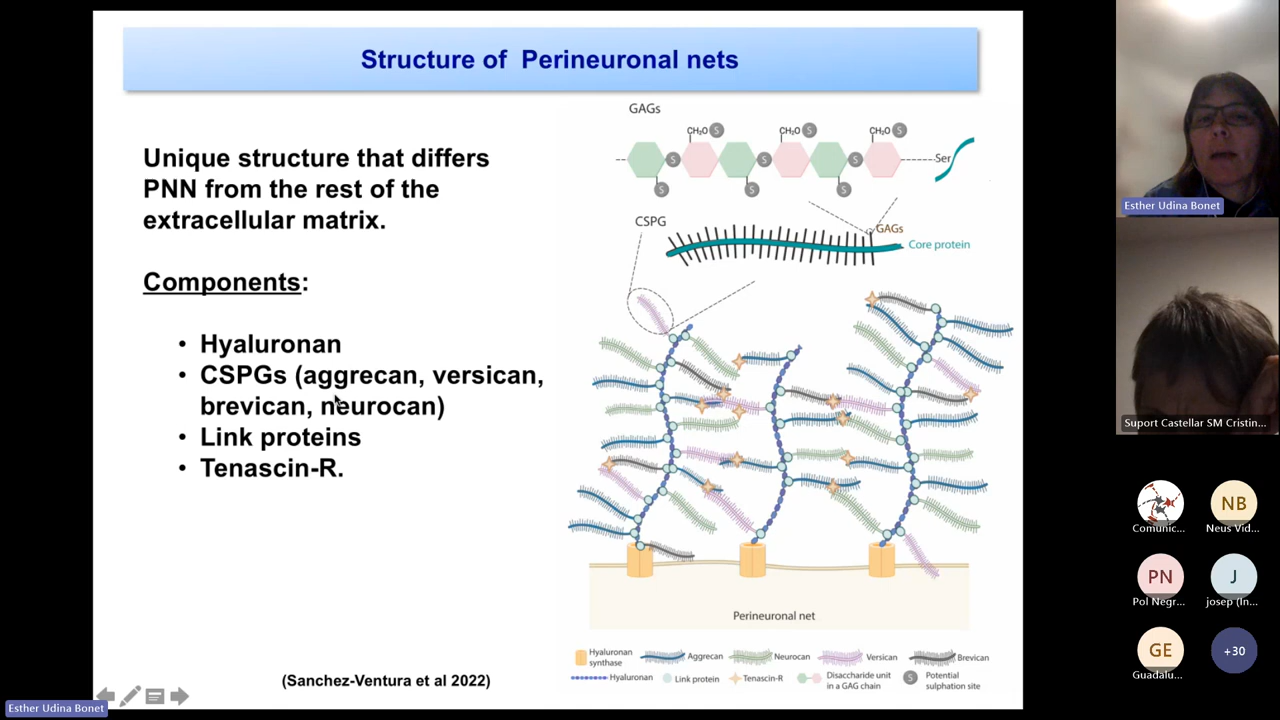 Structure of  Perineuronal nets
Unique structure that differs
PNN from the rest of the
extracellular matrix.
Components:
• Hyaluronan
• CSPGs (aggrecan, versican,
brevican, neurocan)
• Link proteins
• Tenascin-R.
(Sanchez-Ventura et al 2022)
GAGs
CH₂O S CH₂O S CH₂O S
S S S Ser
S S S
CSPG
GAGs
Core protein
Perineuronal net
Hyaluronan
synthase
Aggrecan
Neurocan
Versican
Brevican
Hyaluronan
Link protein
Tenascin-R
Disaccharide unit
in a GAG chain
S
Potential
sulphation site
Esther Udina Bonet
Esther Udina Bonet
Suport Castellar SM Cristin...
Comunic...
NB
Neus Vid...
PN
Pol Negr...
J
josep (In...
GE
Guadalu...
+30